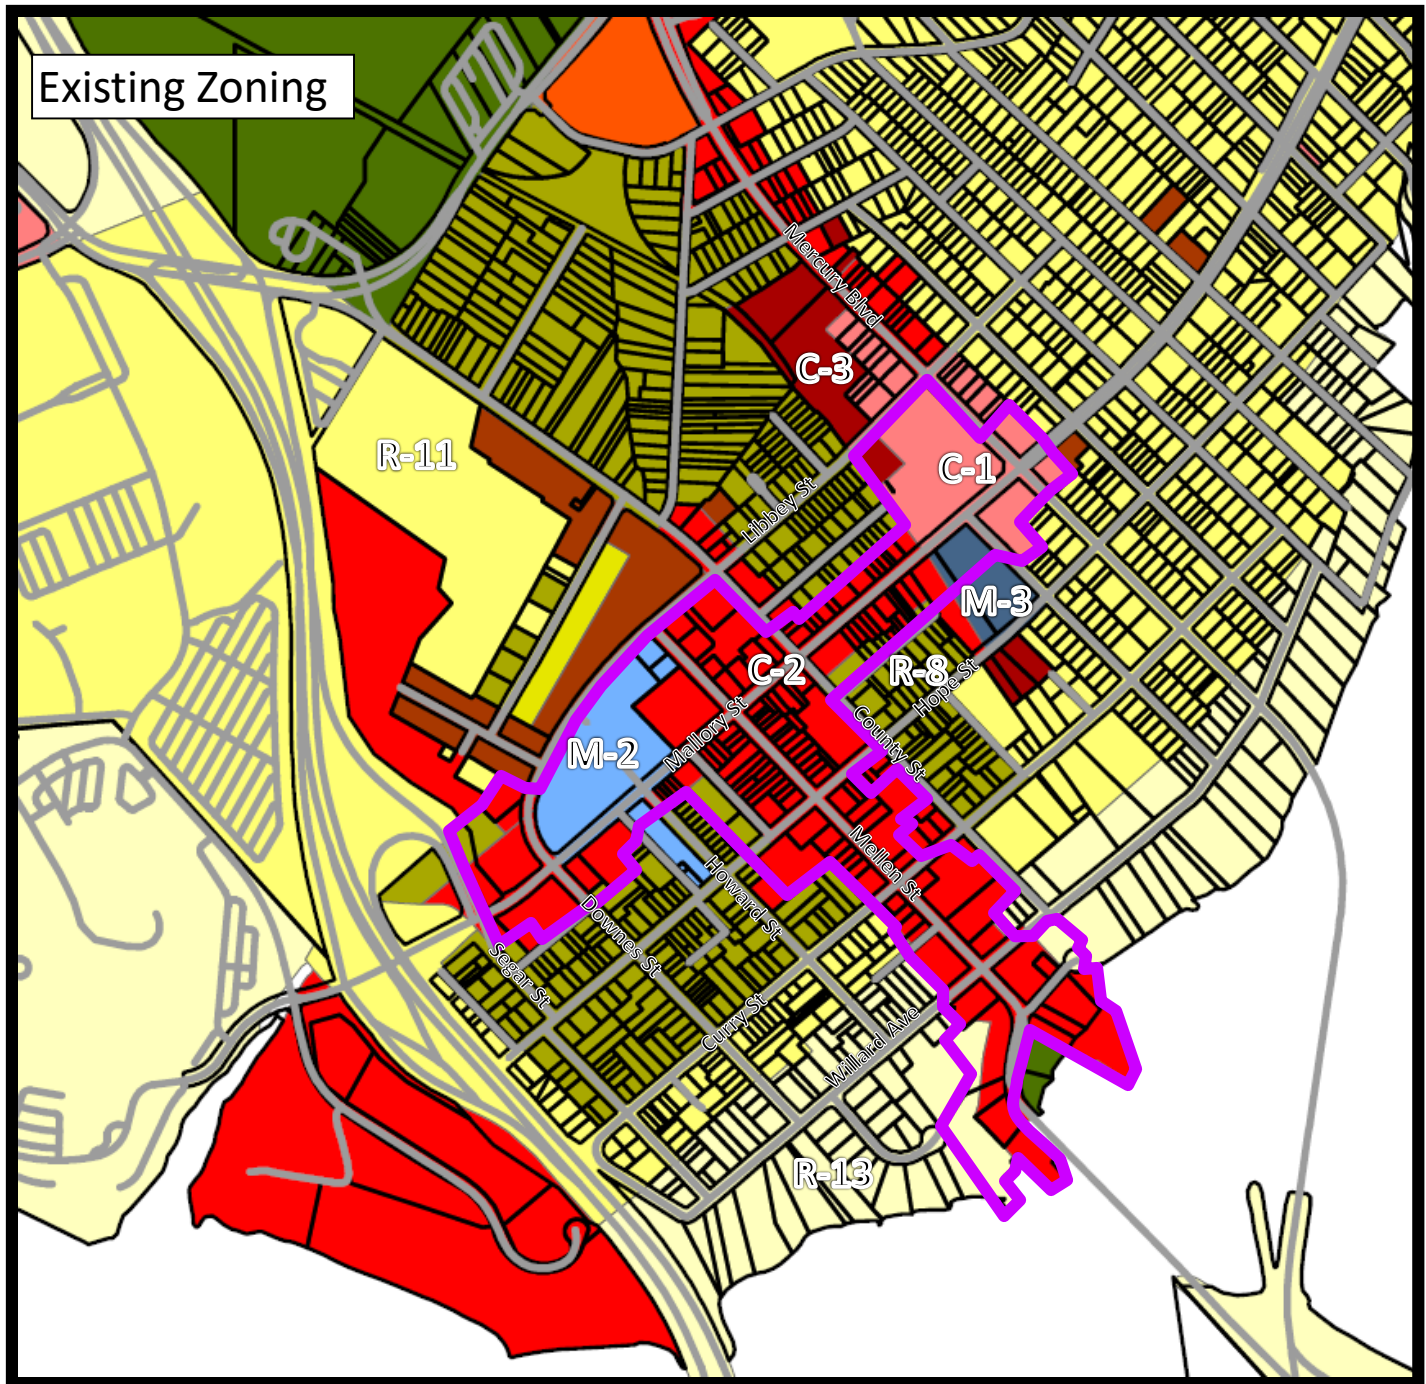 Existing Zoning
Mercury Blvd
C-3
R-11
C-1
Libbey St
M-3
C-2
R-8
Hope St
Mallory St
County St
M-2
Mellen St
Howard St
Downes St
Segar St
Curry St
Willard Ave
R-13